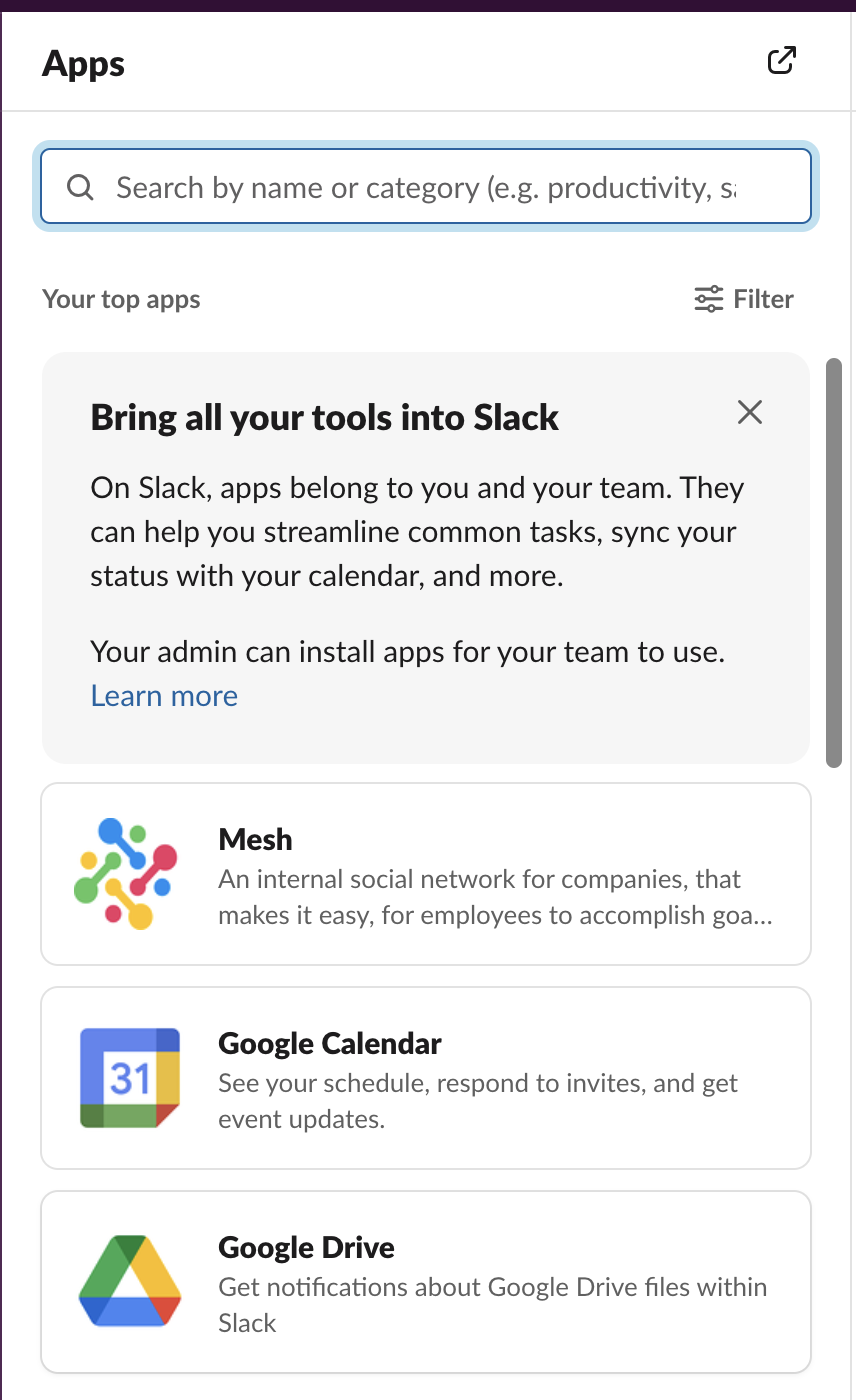 Apps
Search by name or category (e.g. productivity, s
Your top apps
Filter
Bring all your tools into Slack
On Slack, apps belong to you and your team. They
can help you streamline common tasks, sync your
status with your calendar, and more.
Your admin can install apps for your team to use.
Learn more
Mesh
An internal social network for companies, that
makes it easy, for employees to accomplish goa...
31
Google Calendar
See your schedule, respond to invites, and get
event updates.
Google Drive
Get notifications about Google Drive files within
Slack